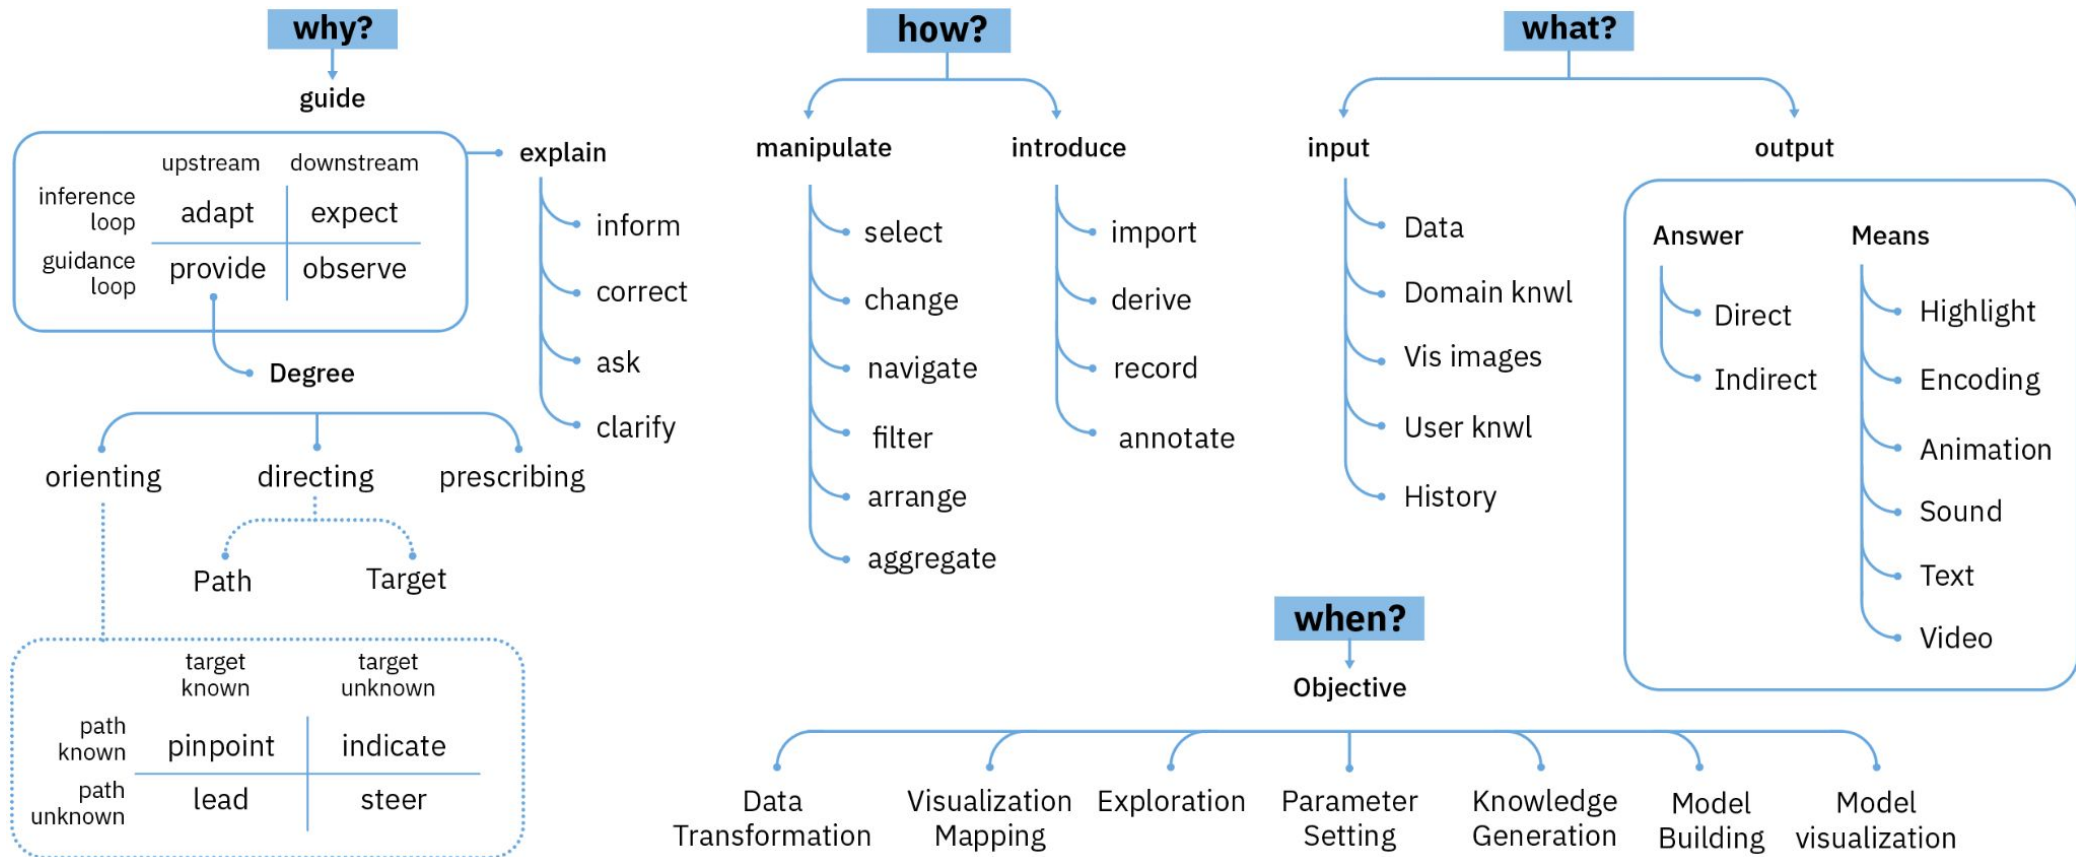 why?
guide
upstream downstream
inference
loop
adapt expect
guidance
loop
provide observe
explain
inform
correct
ask
clarify
Degree
orienting directing prescribing
Path Target
target
known
target
unknown
path
known
pinpoint indicate
path
unknown
lead steer
how?
manipulate
select
change
navigate
filter
arrange
aggregate
introduce
import
derive
record
annotate
what?
input
Data
Domain knwl
Vis images
User knwl
History
output
Answer
Direct
Indirect
Means
Highlight
Encoding
Animation
Sound
Text
Video
when?
Objective
Data
Transformation
Visualization
Mapping
Exploration
Parameter
Setting
Knowledge
Generation
Model
Building
Model
visualization